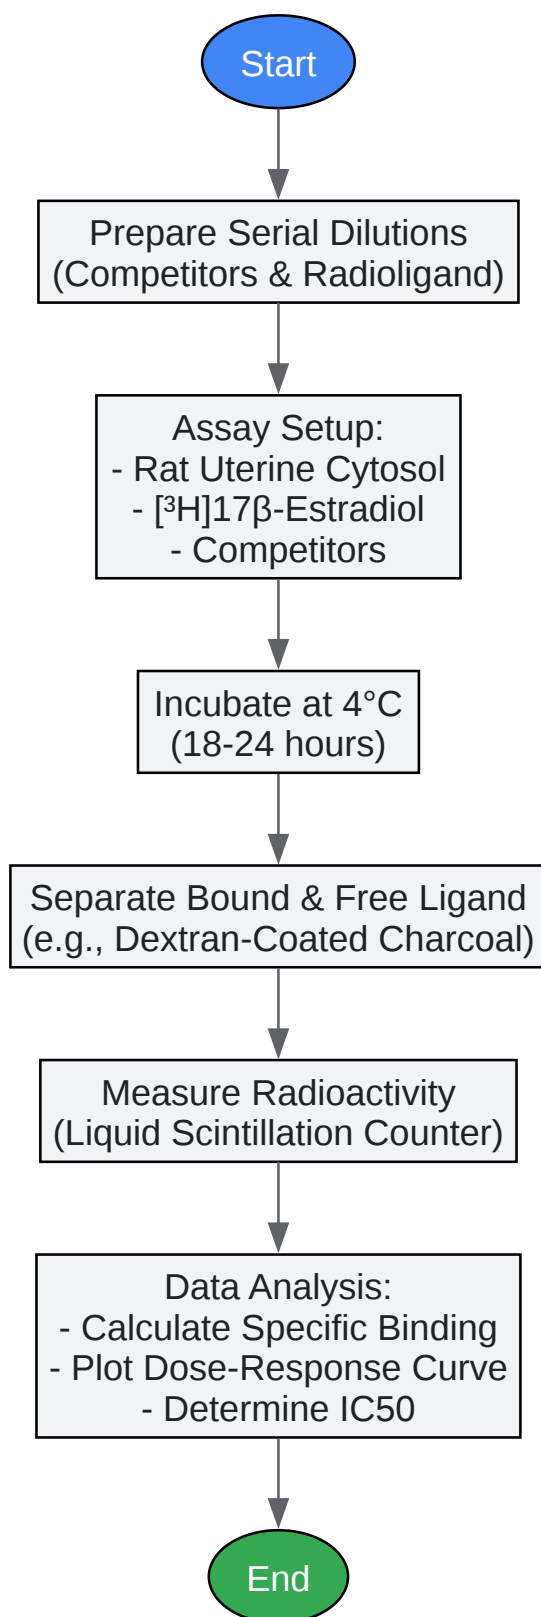 Start
Prepare Serial Dilutions
(Competitors & Radioligand)
Assay Setup:
- Rat Uterine Cytosol
- [³H]17β-Estradiol
- Competitors
Incubate at 4°C
(18-24 hours)
Separate Bound & Free Ligand
(e.g., Dextran-Coated Charcoal)
Measure Radioactivity
(Liquid Scintillation Counter)
Data Analysis:
- Calculate Specific Binding
- Plot Dose-Response Curve
- Determine IC50
End